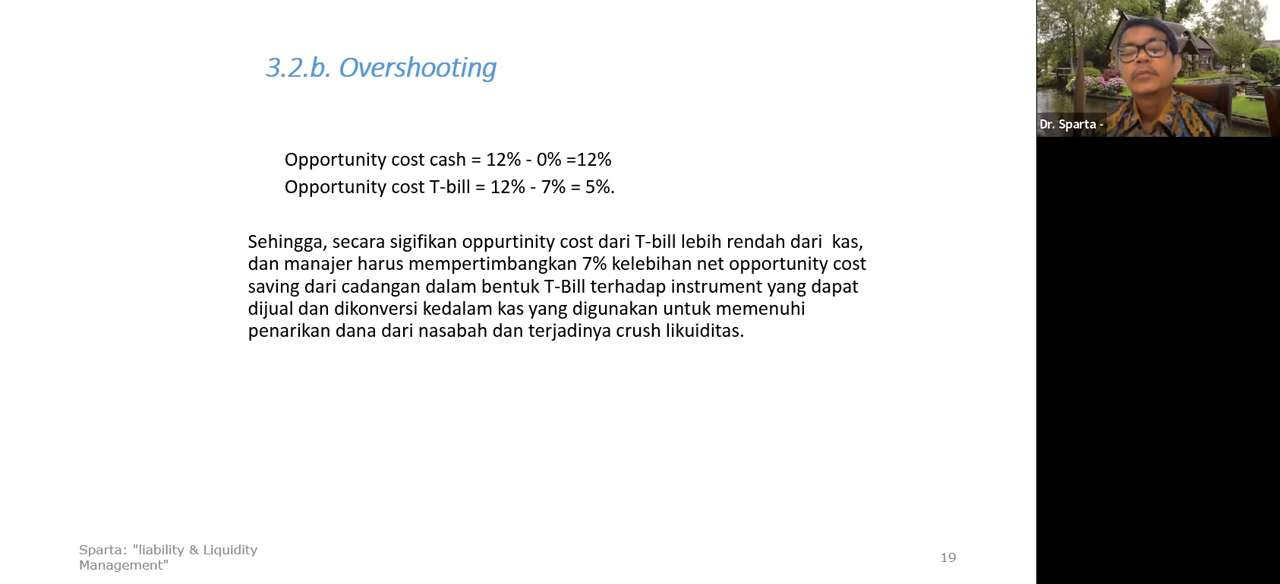 3.2.b. Overshooting
Opportunity cost cash = 12% - 0% =12%
Opportunity cost T-bill = 12% - 7% = 5%.
Sehingga, secara sigifikan oppurtinity cost dari T-bill lebih rendah dari  kas,
dan manajer harus mempertimbangkan 7% kelebihan net opportunity cost
saving dari cadangan dalam bentuk T-Bill terhadap instrument yang dapat
dijual dan dikonversi kedalam kas yang digunakan untuk memenuhi
penarikan dana dari nasabah dan terjadinya crush likuiditas.
Sparta: "liability & Liquidity
Management"
19
Dr. Sparta -